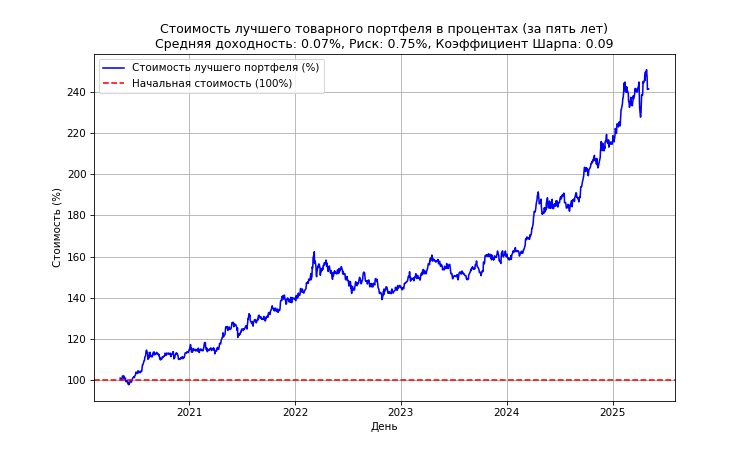 Стоимость лучшего товарного портфеля в процентах (за пять лет)
Средняя доходность: 0.07%, Риск: 0.75%, Коэффициент Шарпа: 0.09
Стоимость лучшего портфеля (%)
Начальная стоимость (100%)
Стоимость (%)
240
220
200
180
160
140
120
100
2021
2022
2023
2024
2025
День